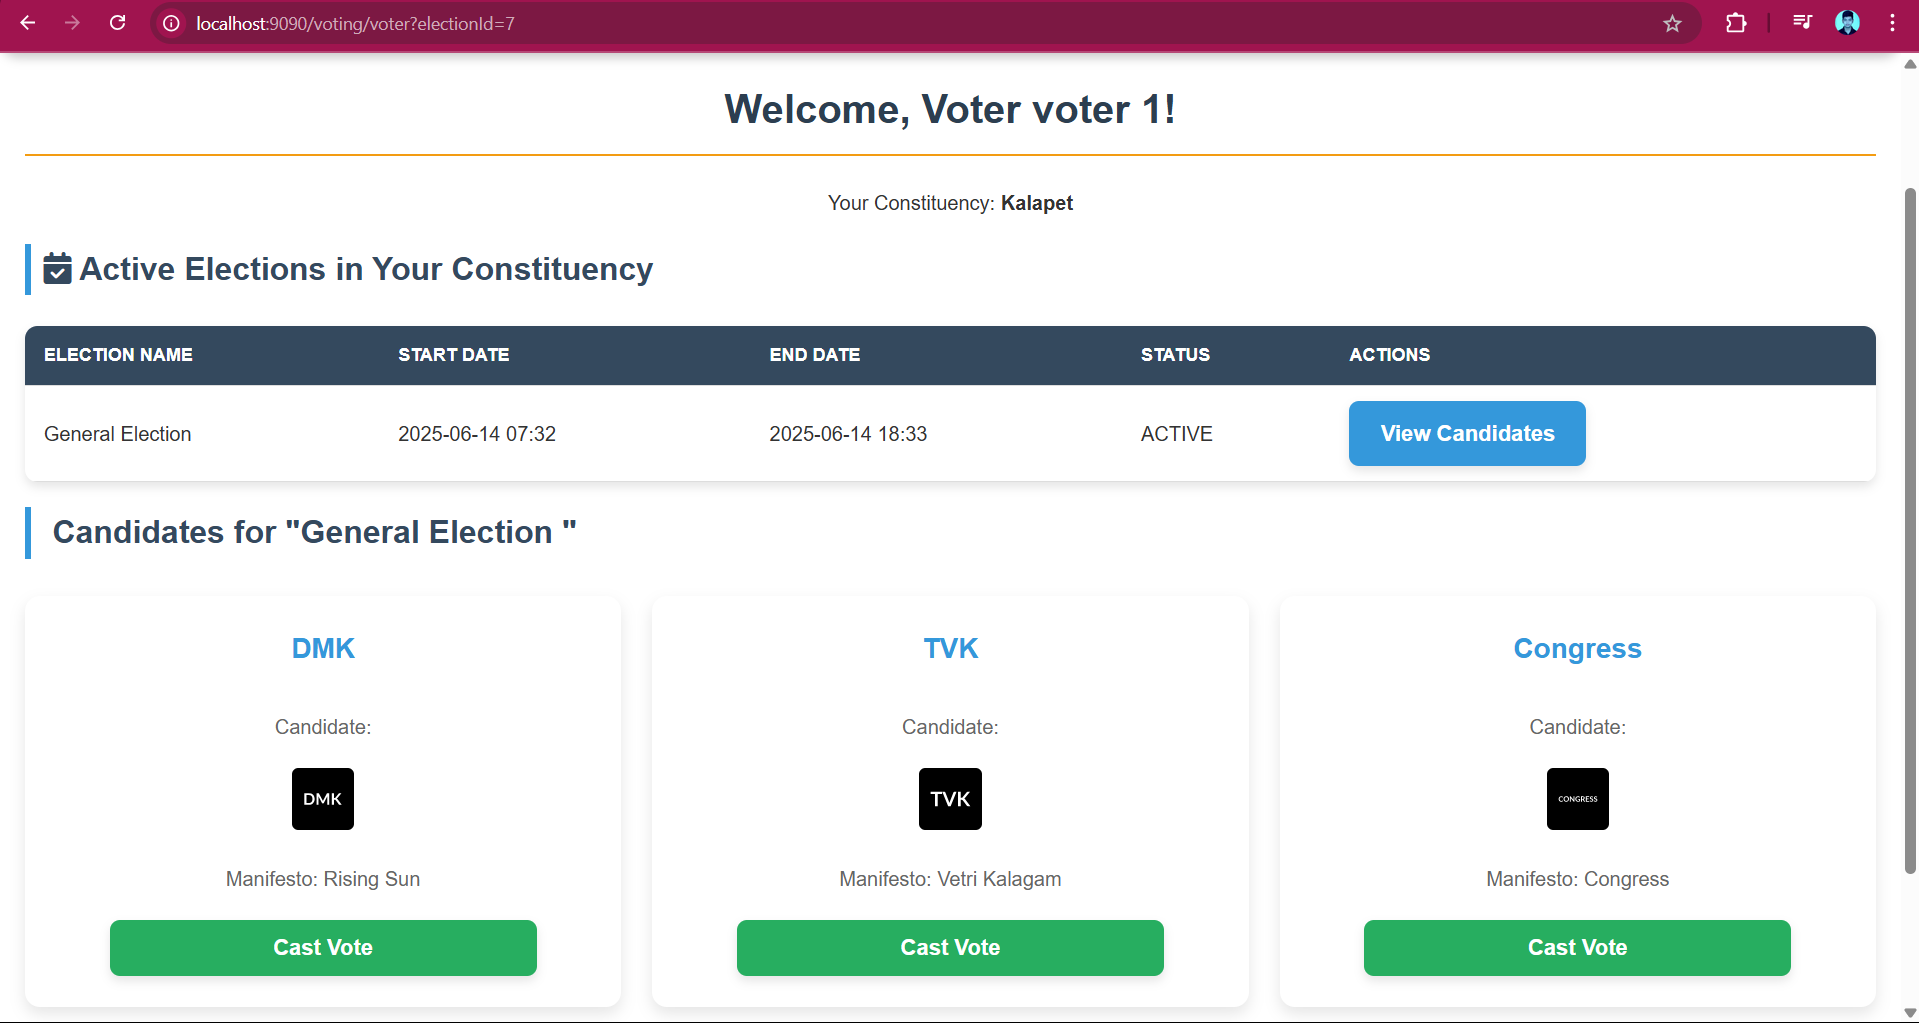 localhost:9090/voting/voter?electionId=7
Welcome, Voter voter 1!
Your Constituency: Kalapet
Active Elections in Your Constituency
ELECTION NAME START DATE END DATE STATUS ACTIONS
General Election 2025-06-14 07:32 2025-06-14 18:33 ACTIVE View Candidates
Candidates for "General Election "
DMK TVK Congress
Candidate: Candidate: Candidate:
DMK TVK CONGRESS
Manifesto: Rising Sun Manifesto: Vetri Kalagam Manifesto: Congress
Cast Vote Cast Vote Cast Vote